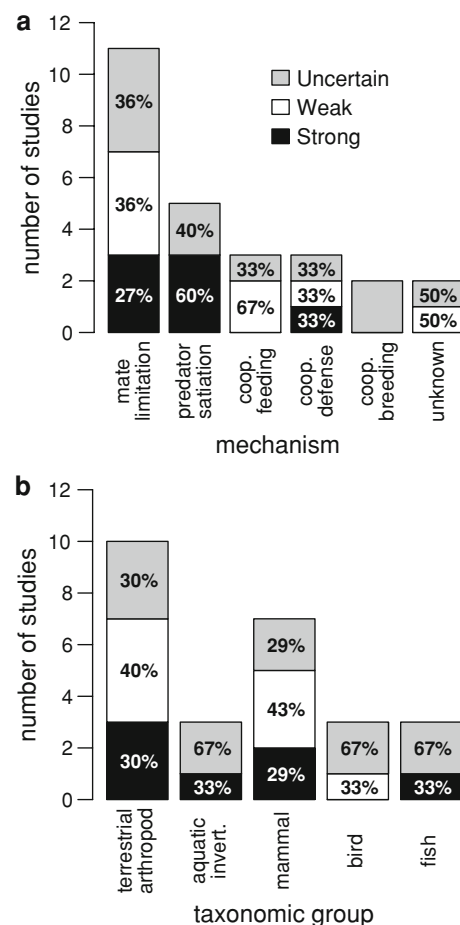 a
number of studies
12
10
8
6
4
2
0
Uncertain
Weak
Strong
36%
36%
27%
40%
60%
33%
67%
33%
33%
33%
50%
50%
mate
limitation
predator
satiation
coop.
feeding
coop.
defense
coop.
breeding
unknown
mechanism
b
number of studies
12
10
8
6
4
2
0
30%
40%
30%
67%
33%
29%
43%
29%
67%
33%
67%
33%
terrestrial
arthropod
aquatic
invert.
mammal
bird
fish
taxonomic group